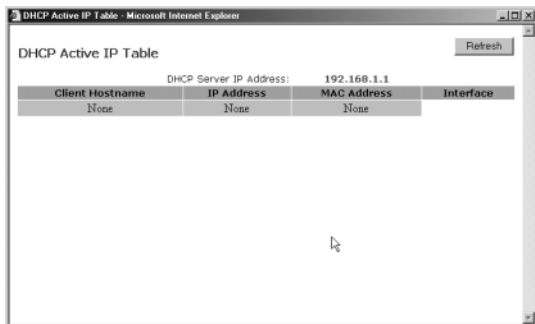 DHCP Active IP Table - Microsoft Internet Explorer
DHCP Active IP Table
Refresh
DHCP Server IP Address: 192.168.1.1
Client Hostname IP Address MAC Address Interface
None None None